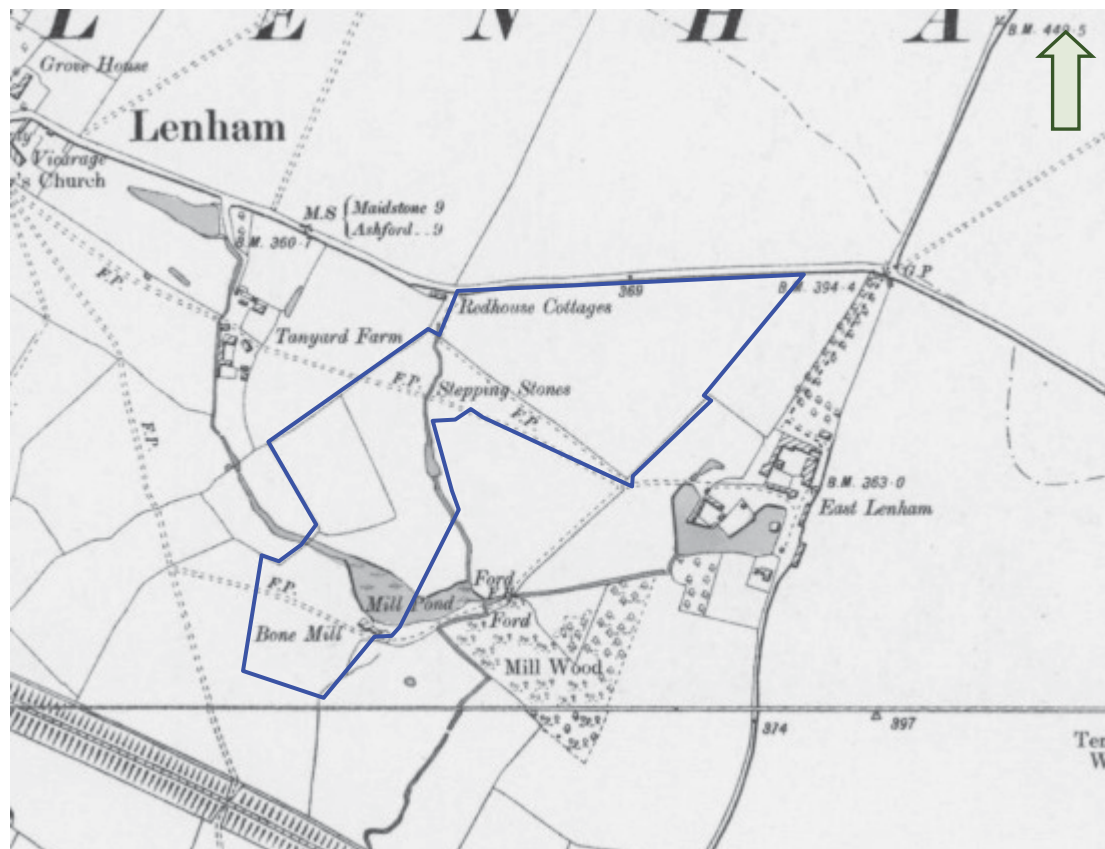 L E N H A
B.M. 449·5
Grove House
Lenham
Vicarage
's Church
M.S { Maidstone 9
Ashford . . 9
B.M. 360·7
F.P.
G.P
369
B.M. 394·4
Redhouse Cottages
Tanyard Farm
F.P.
Stepping Stones
F.P.
F.P.
B.M. 363·0
East Lenham
F.P.
Ford
Mill Pond
Ford
Bone Mill
Mill Wood
374
397
Ter
W